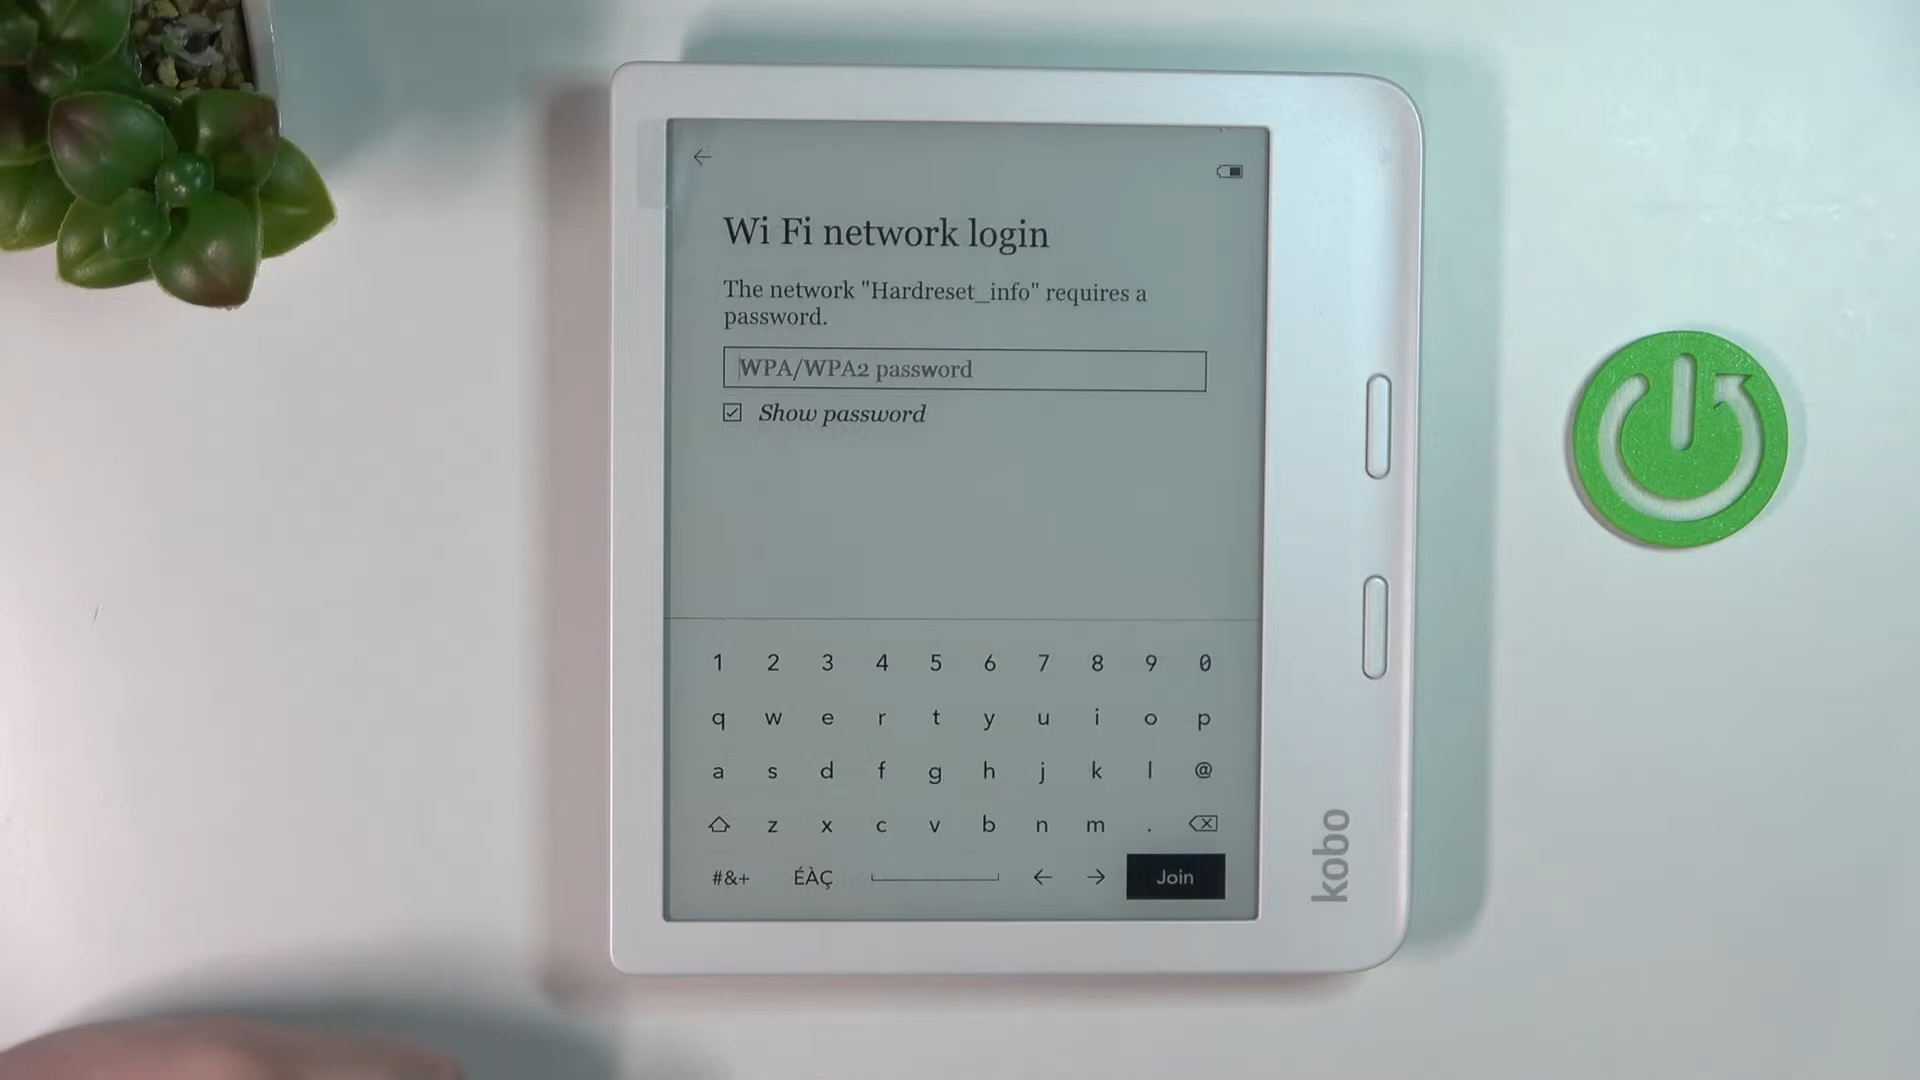 Wi Fi network login
The network "Hardreset_info" requires a
password.
WPA/WPA2 password
Show password
1 2 3 4 5 6 7 8 9 0
q w e r t y u i o p
a s d f g h j k l @
z x c v b n m .
#&+ ÉÀÇ ← → Join
kobo